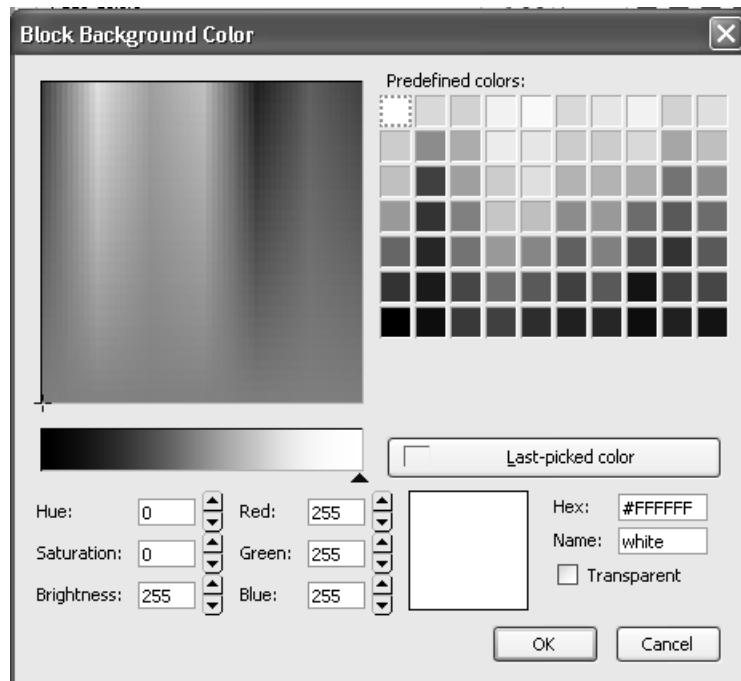 Block Background Color
Predefined colors:
Last-picked color
Hue: 0 Red: 255 Hex: #FFFFFF
Saturation: 0 Green: 255 Name: white
Brightness: 255 Blue: 255 Transparent
OK Cancel